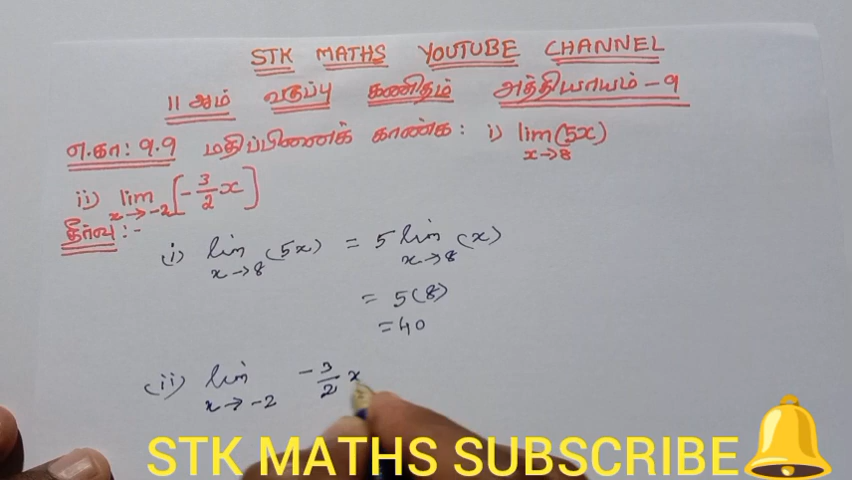 STK MATHS YOUTUBE CHANNEL
11 ஆம் வகுப்பு கணிதம் அத்தியாயம் - 9
எ.கா : 9.9 மதிப்பினைக் காண்க : i) lim(5x)
x→8
ii) lim [-3/2 x]
x→-2
தீர்வு :-
(i) lim (5x) = 5 lim (x)
x→8 x→8
= 5(8)
= 40
(ii) lim -3/2 x
x→-2
STK MATHS SUBSCRIBE